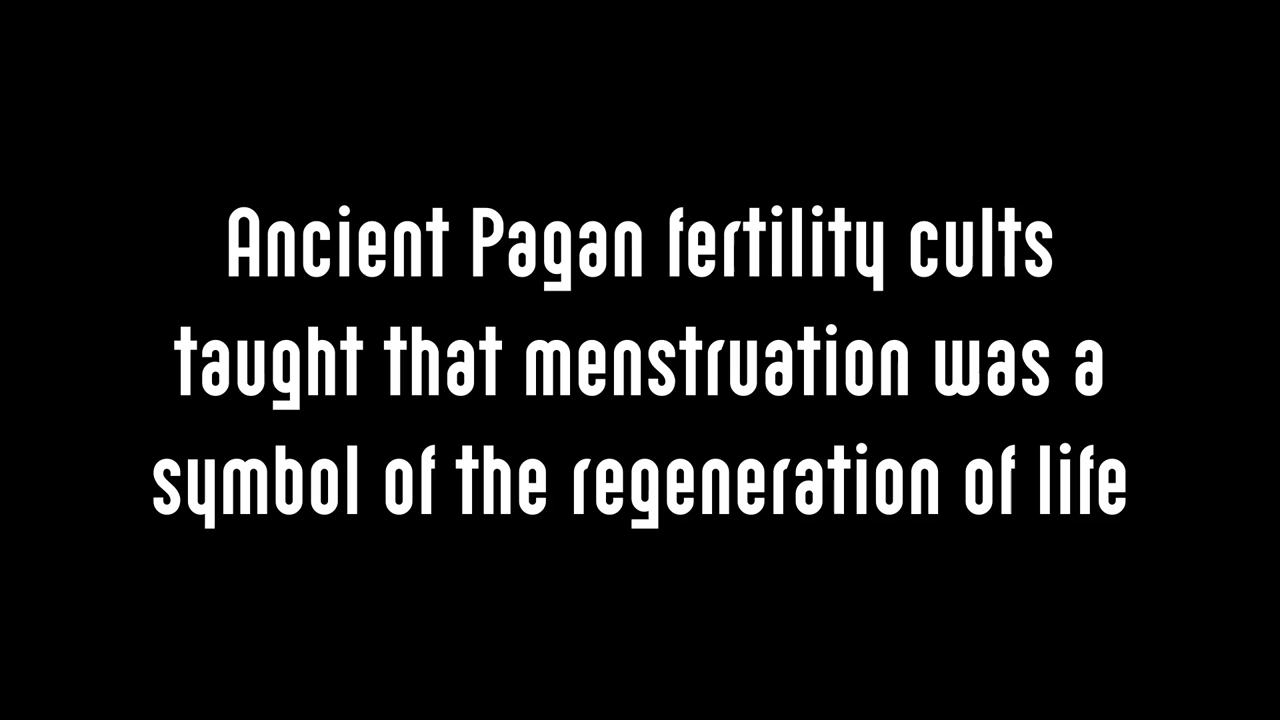 Ancient Pagan fertility cults
taught that menstruation was a
symbol of the regeneration of life